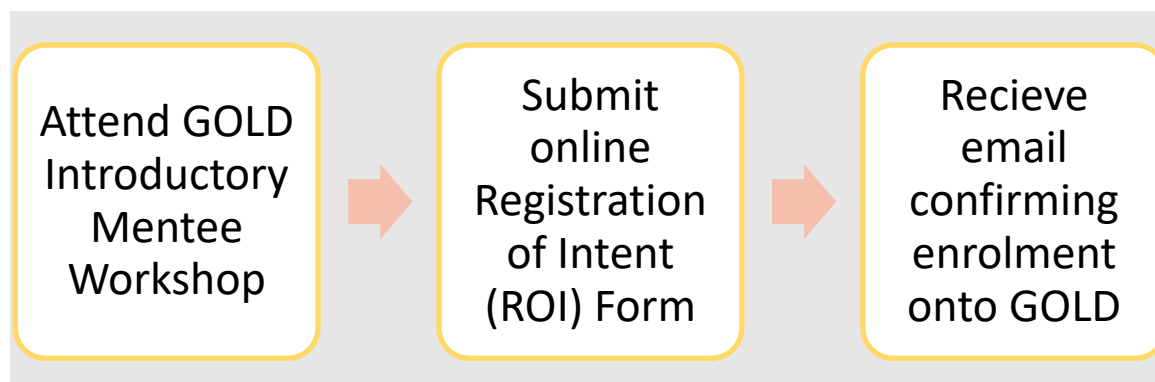 Attend GOLD
Introductory
Mentee
Workshop
Submit
online
Registration
of Intent
(ROI) Form
Recieve
email
confirming
enrolment
onto GOLD